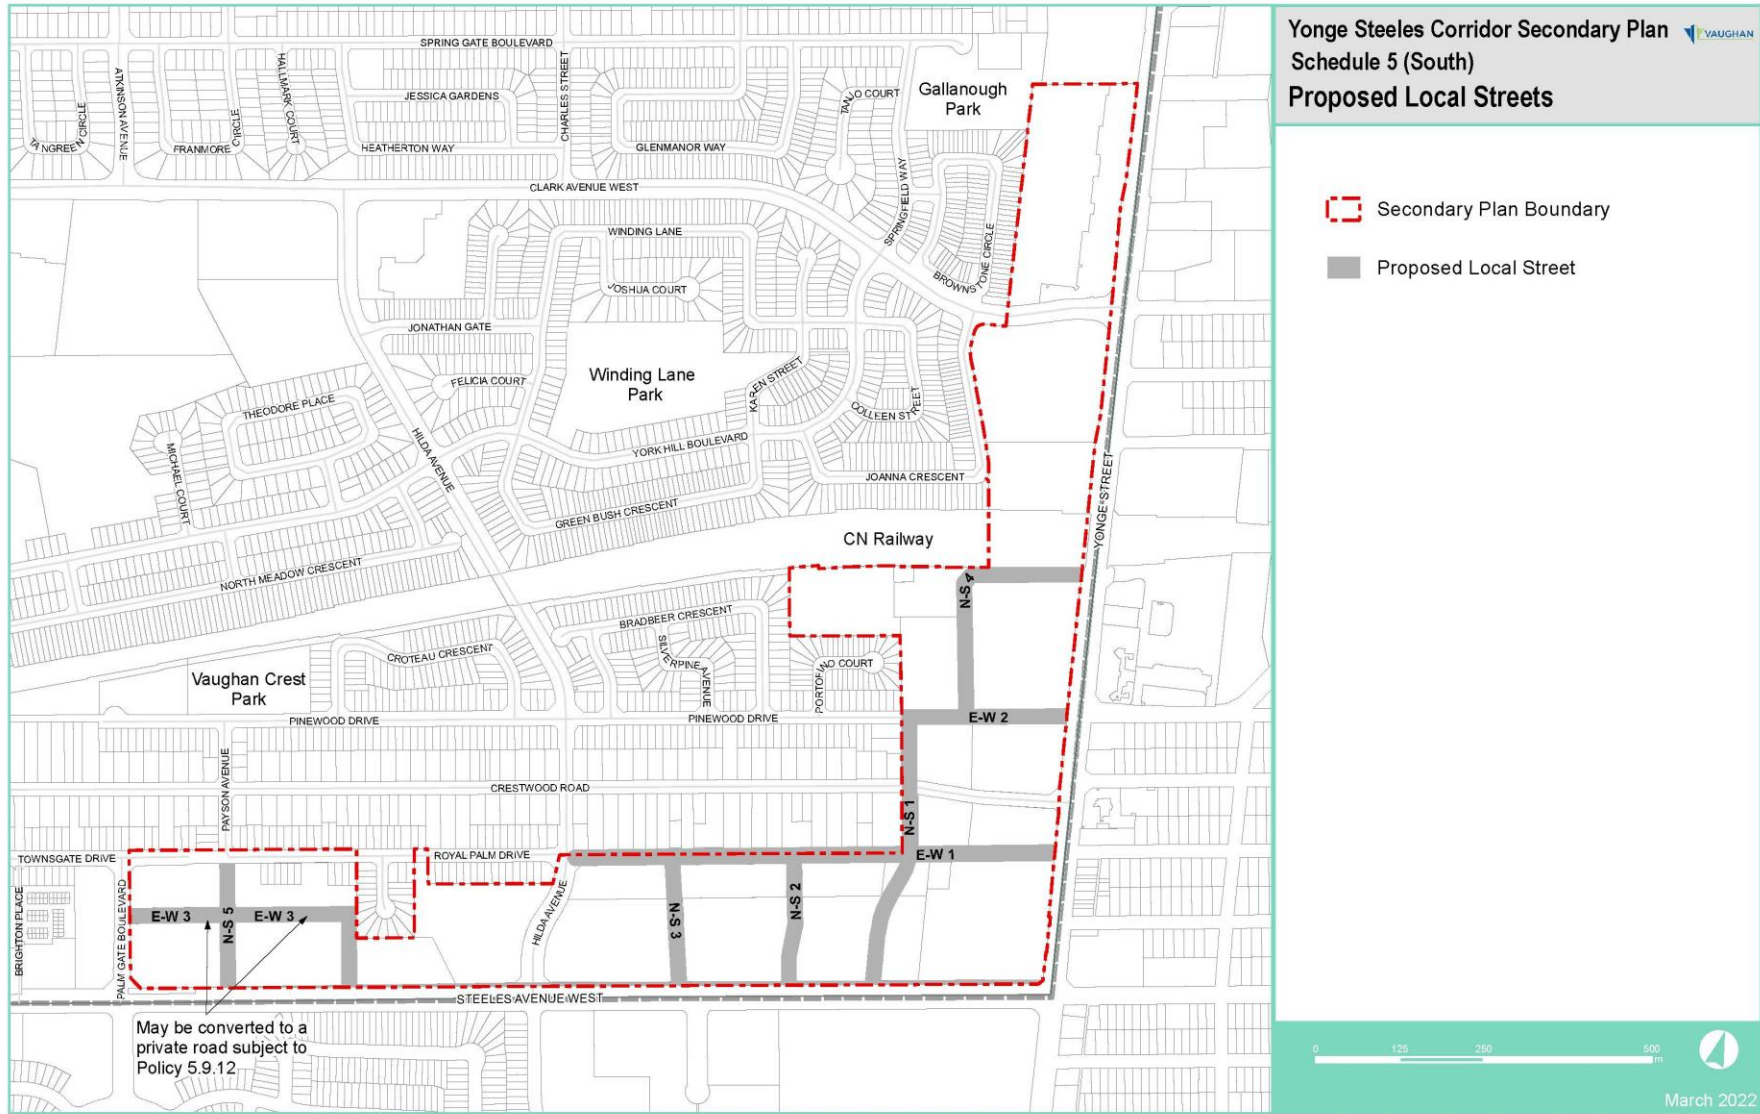 Yonge Steeles Corridor Secondary Plan
VAUGHAN
Schedule 5 (South)
Proposed Local Streets
Secondary Plan Boundary
Proposed Local Street
SPRING GATE BOULEVARD
ATKINSON AVENUE
HALLMARK COURT
CHARLES STREET
JESSICA GARDENS
TANJO COURT
Gallanough
Park
TANGREEN CIRCLE
FRANMORE CIRCLE
HEATHERTON WAY
GLENMANOR WAY
CLARK AVENUE WEST
SPRINGFIELD WAY
WINDING LANE
BROWNSTONE CIRCLE
JOSHUA COURT
JONATHAN GATE
Winding Lane
Park
FELICIA COURT
KAREN STREET
THEODORE PLACE
COLLEEN STREET
HILDA AVENUE
MICHAEL COURT
YORK HILL BOULEVARD
JOANNA CRESCENT
YONGE STREET
GREEN BUSH CRESCENT
CN Railway
NORTH MEADOW CRESCENT
N-S 4
BRADBEER CRESCENT
SILVERPINE AVENUE
CROTEAU CRESCENT
PORTOFINO COURT
Vaughan Crest
Park
PINEWOOD DRIVE
PINEWOOD DRIVE
E-W 2
PAYSON AVENUE
CRESTWOOD ROAD
N-S 1
TOWNSGATE DRIVE
ROYAL PALM DRIVE
E-W 1
BRIGHTON PLACE
PALM GATE BOULEVARD
E-W 3
N-S 5
E-W 3
HILDA AVENUE
N-S 3
N-S 2
STEELES AVENUE WEST
May be converted to a
private road subject to
Policy 5.9.12
0 125 250 500
m
March 2022